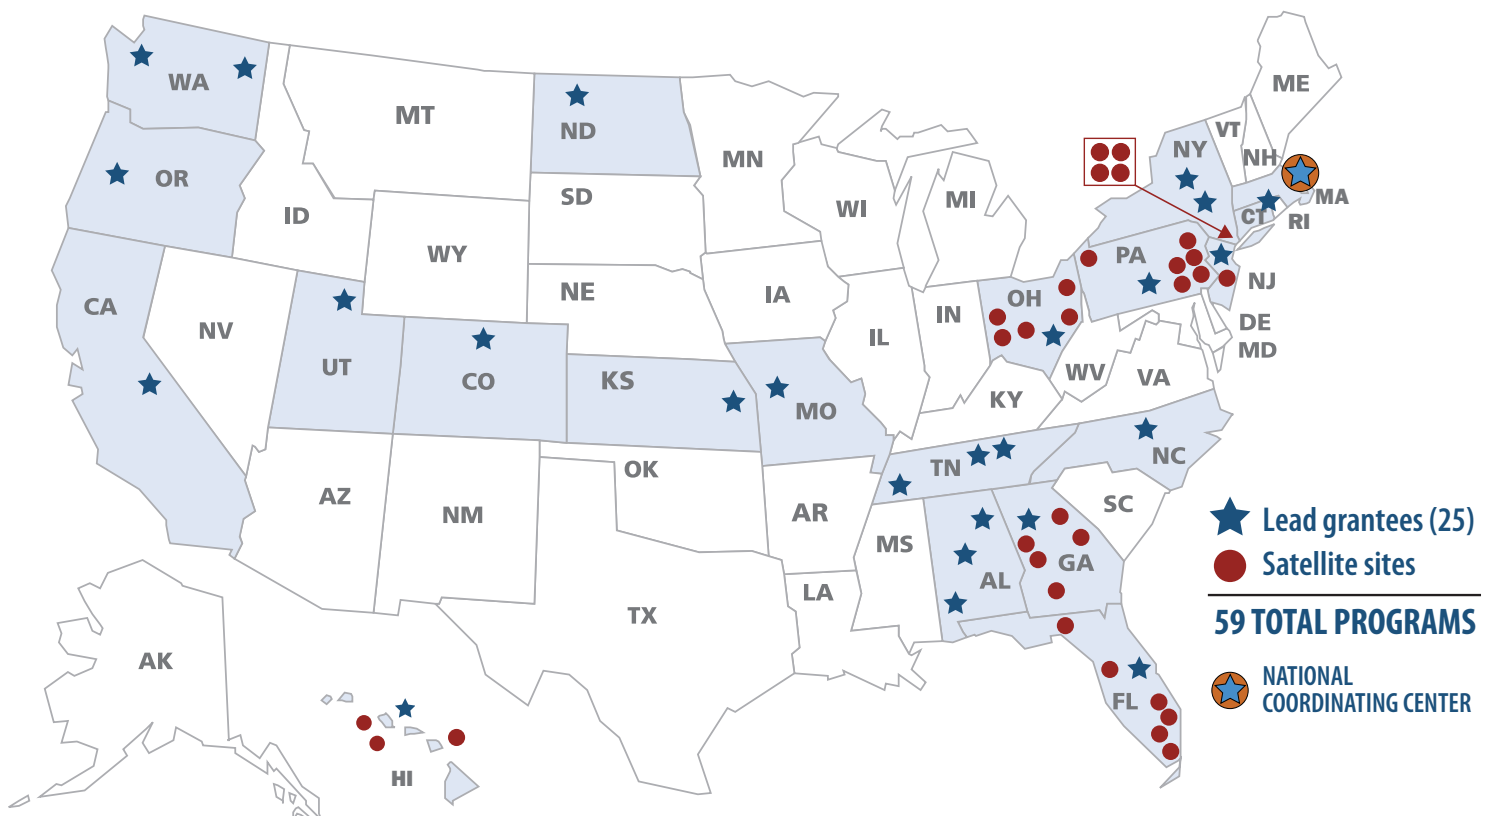 WA
MT
ND
MN
ME
VT
NH
NY
MA
CT
RI
OR
ID
SD
WI
MI
WY
PA
NJ
CA
NV
NE
IA
OH
IN
IL
DE
MD
UT
CO
KS
MO
WV
VA
KY
NC
TN
AZ
NM
OK
AR
SC
MS
AL
GA
LA
TX
AK
FL
HI
Lead grantees (25)
Satellite sites
59 TOTAL PROGRAMS
NATIONAL
COORDINATING CENTER